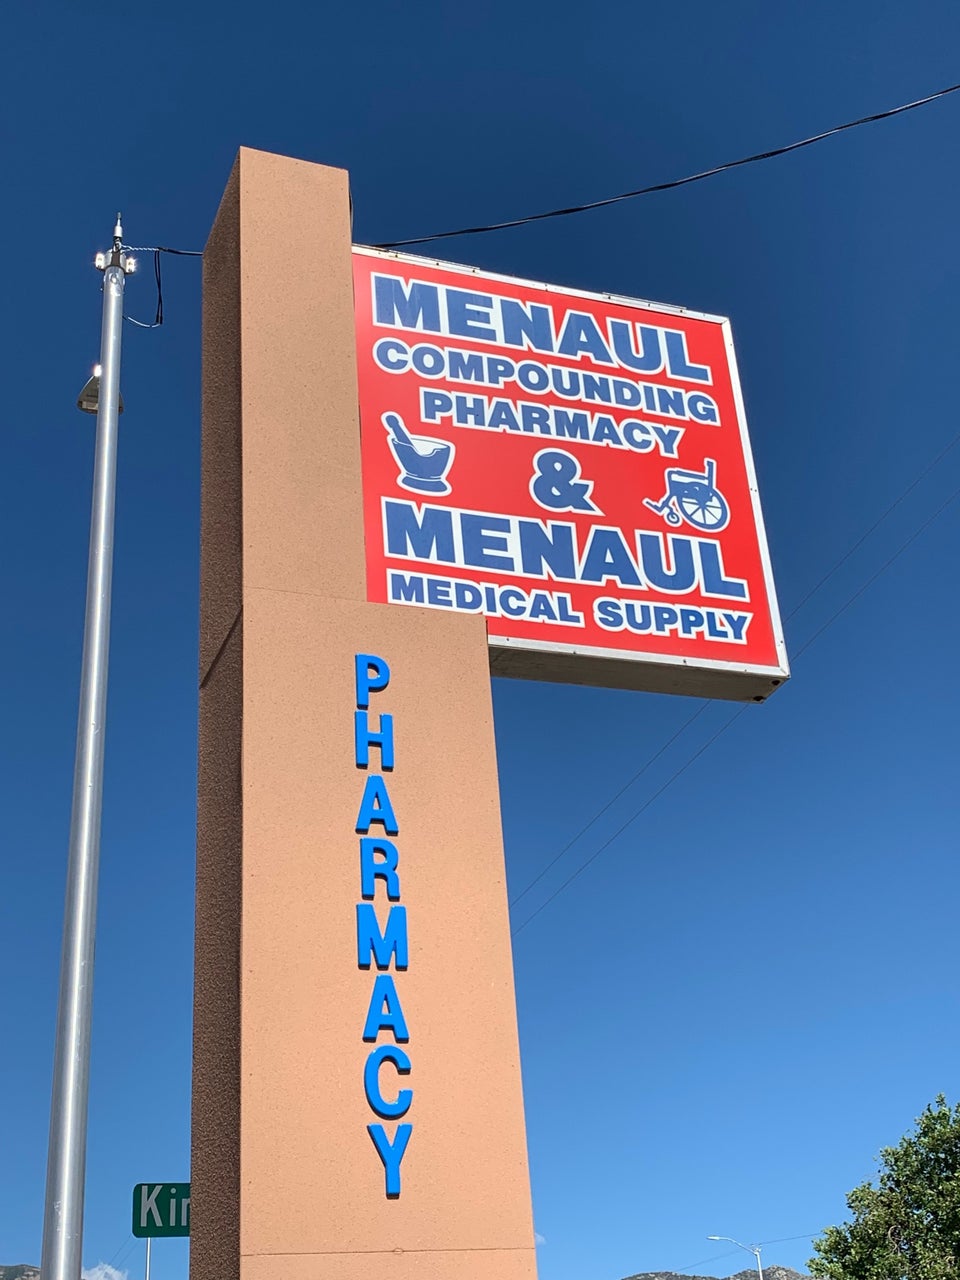 MENAUL
COMPOUNDING
PHARMACY
&
MENAUL
MEDICAL SUPPLY
PHARMACY